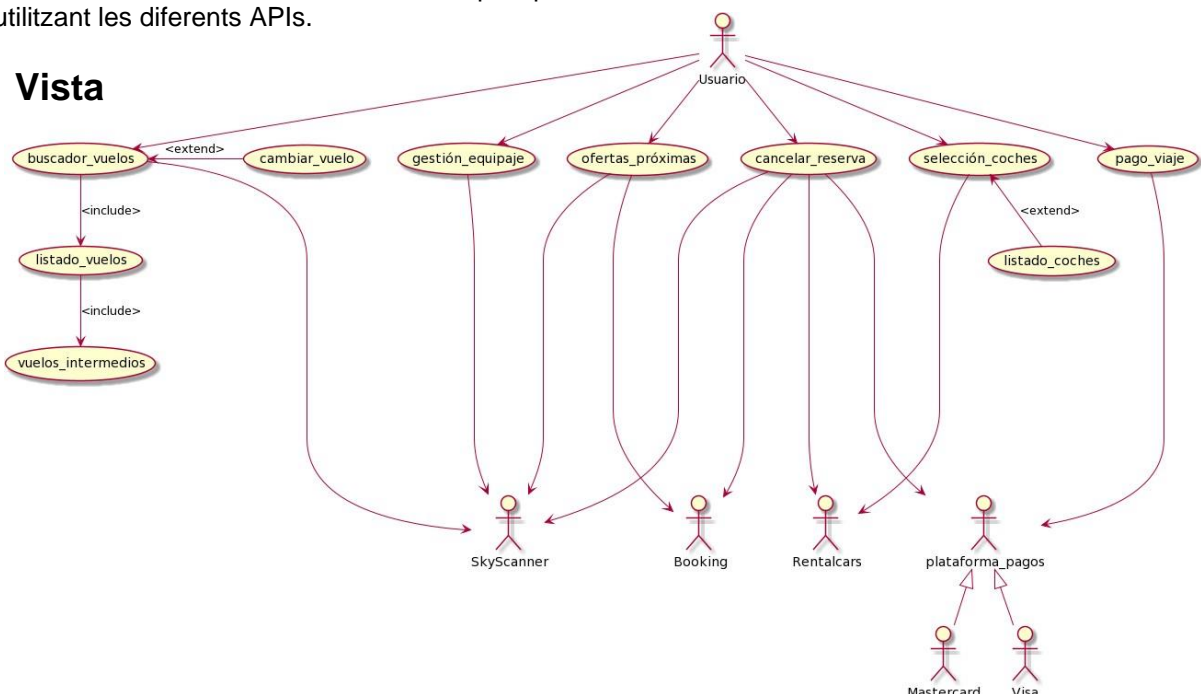 utilitzant les diferents APIs.
Vista
Usuario
buscador_vuelos
<extend>
cambiar_vuelo
gestión_equipaje
ofertas_próximas
cancelar_reserva
selección_coches
pago_viaje
<include>
<extend>
listado_vuelos
listado_coches
<include>
vuelos_intermedios
SkyScanner
Booking
Rentalcars
plataforma_pagos
Mastercard
Visa